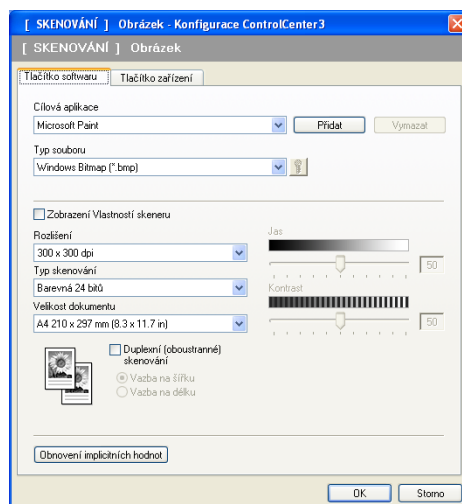 [ SKENOVÁNÍ ] Obrázek - Konfigurace ControlCenter3
[ SKENOVÁNÍ ] Obrázek
Tlačítko softwaru
Tlačítko zařízení
Cílová aplikace
Microsoft Paint
Přidat
Vymazat
Typ souboru
Windows Bitmap (*.bmp)
Zobrazení Vlastností skeneru
Rozlišení
Jas
300 x 300 dpi
50
Typ skenování
Barevná 24 bitů
Kontrast
Velikost dokumentu
A4 210 x 297 mm (8.3 x 11.7 in)
50
Duplexní (oboustranné)
skenování
Vazba na šířku
Vazba na délku
Obnovení implicitních hodnot
OK
Storno